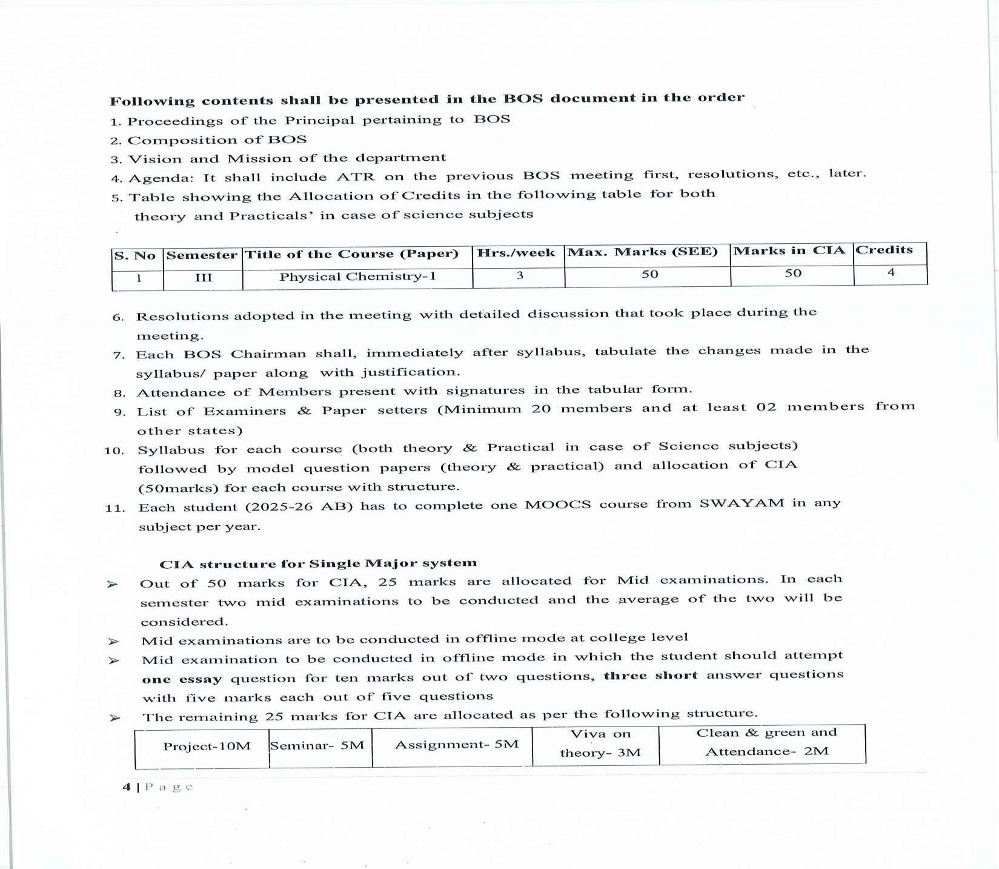 Following contents shall be presented in the BOS document in the order
1. Proceedings of the Principal pertaining to BOS
2. Composition of BOS
3. Vision and Mission of the department
4. Agenda: It shall include ATR on the previous BOS meeting first, resolutions, etc., later.
5. Table showing the Allocation of Credits in the following table for both
theory and Practicals' in case of science subjects
S. No Semester Title of the Course (Paper) Hrs./week Max. Marks (SEE) Marks in CIA Credits
1 III Physical Chemistry-1 3 50 50 4
6. Resolutions adopted in the meeting with detailed discussion that took place during the
meeting.
7. Each BOS Chairman shall, immediately after syllabus, tabulate the changes made in the
syllabus/ paper along with justification.
8. Attendance of Members present with signatures in the tabular form.
9. List of Examiners & Paper setters (Minimum 20 members and at least 02 members from
other states)
10. Syllabus for each course (both theory & Practical in case of Science subjects)
followed by model question papers (theory & practical) and allocation of CIA
(50marks) for each course with structure.
11. Each student (2025-26 AB) has to complete one MOOCS course from SWAYAM in any
subject per year.
CIA structure for Single Major system
➢ Out of 50 marks for CIA, 25 marks are allocated for Mid examinations. In each
semester two mid examinations to be conducted and the average of the two will be
considered.
➢ Mid examinations are to be conducted in offline mode at college level
➢ Mid examination to be conducted in offline mode in which the student should attempt
one essay question for ten marks out of two questions, three short answer questions
with five marks each out of five questions
➢ The remaining 25 marks for CIA are allocated as per the following structure.
Project-10M Seminar- 5M Assignment- 5M Viva on theory- 3M Clean & green and Attendance- 2M
4 | Page